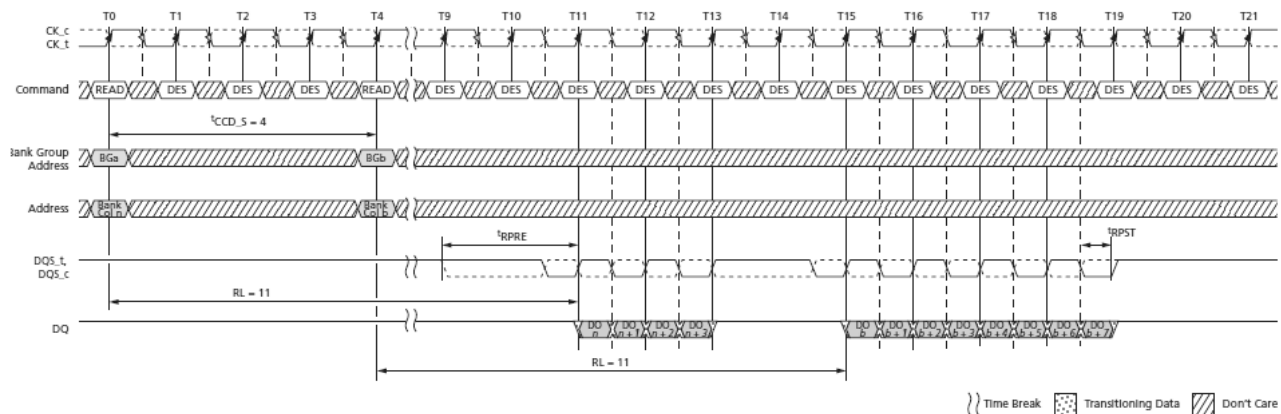 T0 T1 T2 T3 T4 T9 T10 T11 T12 T13 T14 T15 T16 T17 T18 T19 T20 T21
CK_c
CK_t
Command READ DES DES DES READ DES DES DES DES DES DES DES DES DES DES DES DES DES
tCCD_S = 4
Bank Group
Address
BGa BGb
Address
Bank
Col n
Bank
Col b
tRPRE tRPST
DQS_t,
DQS_c
RL = 11
DQ
DO n DO n + 1 DO n + 2 DO n + 3 DO b DO b + 1 DO b + 2 DO b + 3 DO b + 4 DO b + 5 DO b + 6 DO b + 7
RL = 11
Time Break Transitioning Data Don't Care